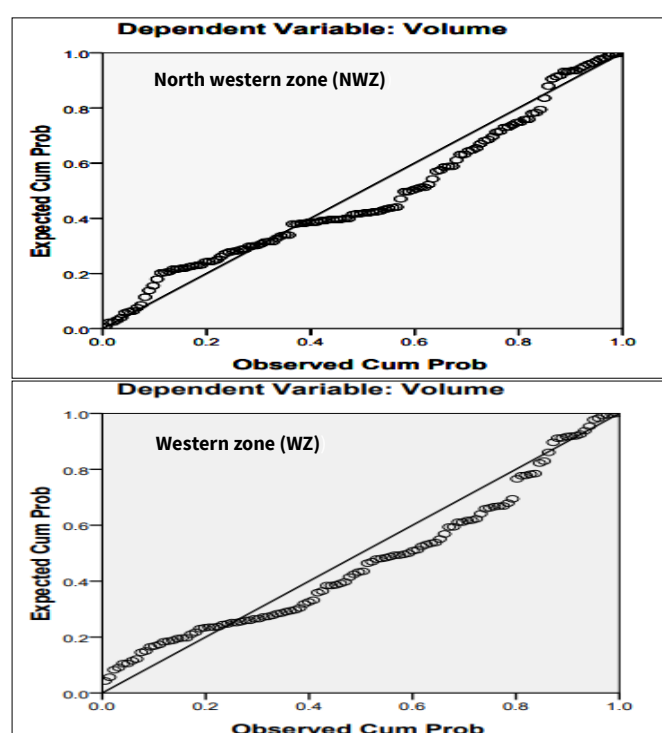 Dependent Variable: Volume
1.0
North western zone (NWZ)
0.8
0.6
0.4
0.2
0.0
Expected Cum Prob
0.0 0.2 0.4 0.6 0.8 1.0
Observed Cum Prob
Dependent Variable: Volume
1.0
Western zone (WZ)
0.8
0.6
0.4
0.2
0.0
Expected Cum Prob
0.0 0.2 0.4 0.6 0.8 1.0
Observed Cum Prob